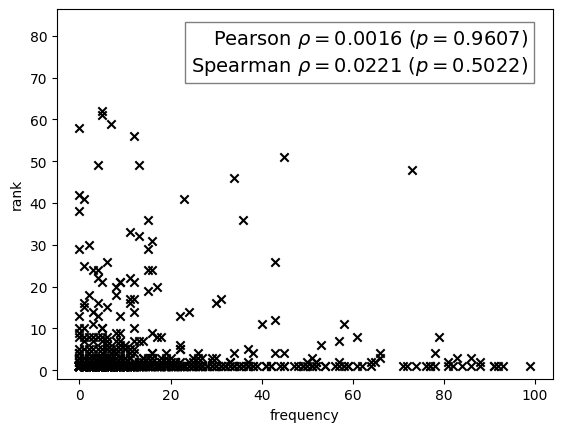 Pearson ρ = 0.0016 (p = 0.9607)
Spearman ρ = 0.0221 (p = 0.5022)
80
70
60
50
40
30
20
10
0
rank
0 20 40 60 80 100
frequency